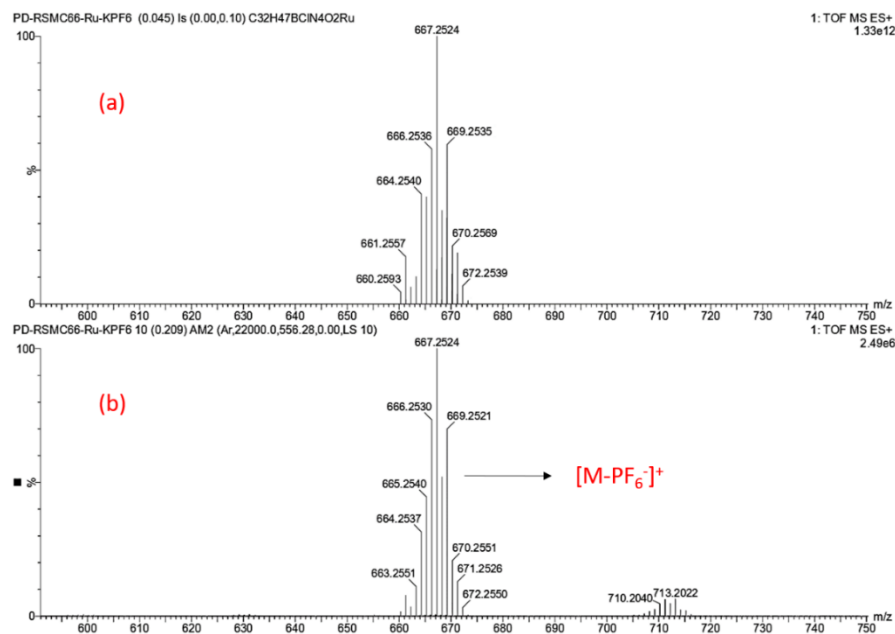 PD-RSMC66-Ru-KPF6 (0.045) Is (0.00,0.10) C32H47BClN4O2Ru
1: TOF MS ES+
1.33e12
667.2524
100
(a)
666.2536
669.2535
%
664.2540
661.2557
670.2569
660.2593
672.2539
0
m/z
600 610 620 630 640 650 660 670 680 690 700 710 720 730 740 750
PD-RSMC66-Ru-KPF6 10 (0.209) AM2 (Ar,22000.0,556.28,0.00,LS 10)
1: TOF MS ES+
2.49e6
667.2524
100
(b)
666.2530
669.2521
[M-PF₆⁻]⁺
%
665.2540
664.2537
670.2551
663.2551
671.2526
672.2550
710.2040
713.2022
0
m/z
600 610 620 630 640 650 660 670 680 690 700 710 720 730 740 750